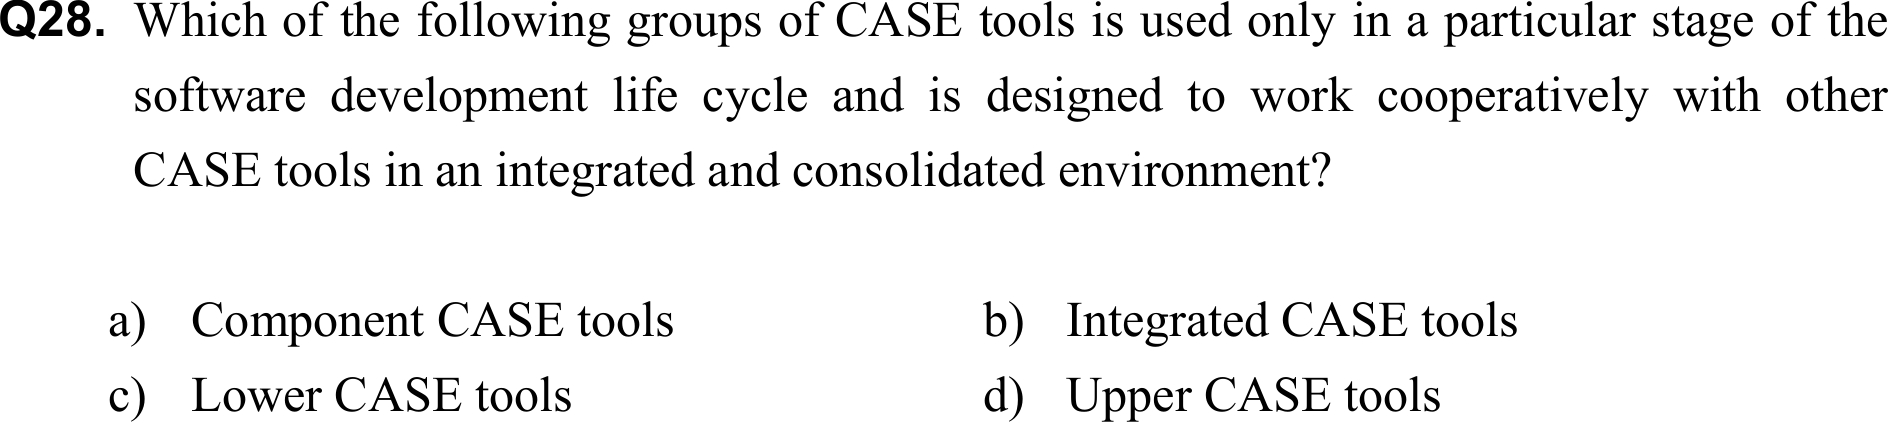 Q28. Which of the following groups of CASE tools is used only in a particular stage of the
software development life cycle and is designed to work cooperatively with other
CASE tools in an integrated and consolidated environment?
a) Component CASE tools b) Integrated CASE tools
c) Lower CASE tools d) Upper CASE tools